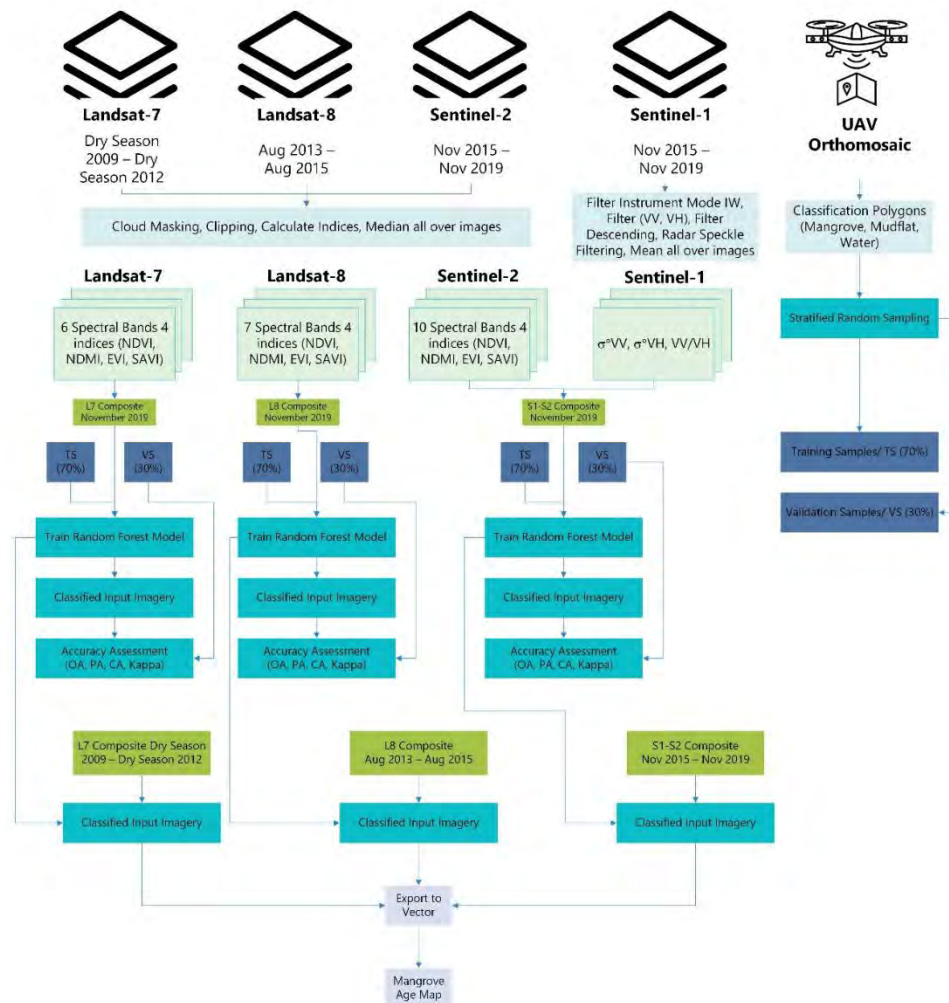 Landsat-7
Dry Season
2009 – Dry
Season 2012
Landsat-8
Aug 2013 –
Aug 2015
Sentinel-2
Nov 2015 –
Nov 2019
Sentinel-1
Nov 2015 –
Nov 2019
UAV
Orthomosaic
Cloud Masking, Clipping, Calculate Indices, Median all over images
Filter Instrument Mode IW,
Filter (VV, VH), Filter
Descending, Radar Speckle
Filtering, Mean all over images
Classification Polygons
(Mangrove, Mudflat,
Water)
Landsat-7
Landsat-8
Sentinel-2
Sentinel-1
6 Spectral Bands 4
indices (NDVI,
NDMI, EVI, SAVI)
7 Spectral Bands 4
indices (NDVI,
NDMI, EVI, SAVI)
10 Spectral Bands 4
indices (NDVI,
NDMI, EVI, SAVI)
σ°VV, σ°VH, VV/VH
Stratified Random Sampling
L7 Composite
November 2019
L8 Composite
November 2019
S1-S2 Composite
November 2019
TS
(70%)
VS
(30%)
TS
(70%)
VS
(30%)
TS
(70%)
VS
(30%)
Training Samples/ TS (70%)
Validation Samples/ VS (30%)
Train Random Forest Model
Train Random Forest Model
Train Random Forest Model
Classified Input Imagery
Classified Input Imagery
Classified Input Imagery
Accuracy Assessment
(OA, PA, CA, Kappa)
Accuracy Assessment
(OA, PA, CA, Kappa)
Accuracy Assessment
(OA, PA, CA, Kappa)
L7 Composite Dry Season
2009 – Dry Season 2012
L8 Composite
Aug 2013 – Aug 2015
S1-S2 Composite
Nov 2015 – Nov 2019
Classified Input Imagery
Classified Input Imagery
Classified Input Imagery
Export to
Vector
Mangrove
Age Map